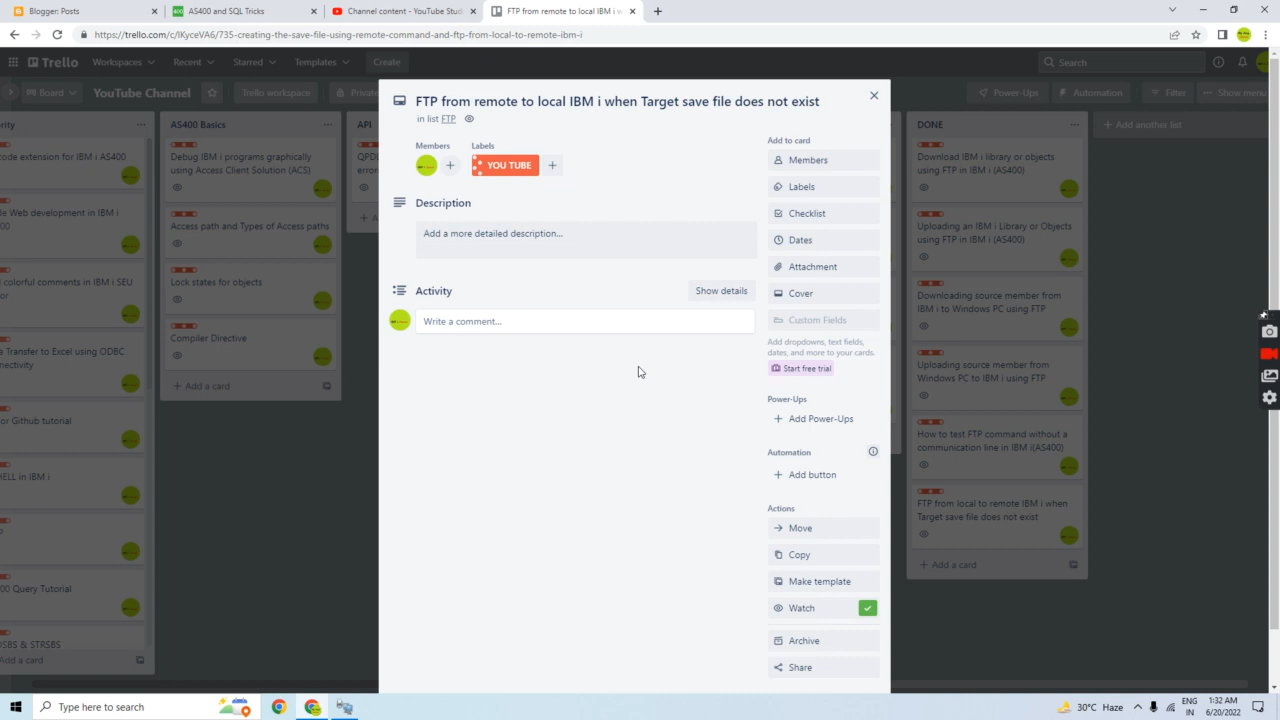 Blogger: Posts
AS400 and SQL Tricks
Channel content - YouTube Stud
FTP from remote to local IBM i w
https://trello.com/c/lKyceVA6/735-creating-the-save-file-using-remote-command-and-ftp-from-local-to-remote-ibm-i
Trello
Workspaces
Recent
Starred
Templates
Create
Search
Board
YouTube Channel
Trello workspace
Private
Power-Ups
Automation
Filter
Show menu
ode extension for IBM i AS400
e Web development in IBM i
00
colorful comments in IBM i SEU
or
e Transfer to Excel using ODBC
nectivity
or Github tutorial
HELL in IBM i
00 Query Tutorial
DSBS & STRSBS
Add a card
AS400 Basics
Debug IBM i programs graphically
using Access Client Solution (ACS)
Access path and Types of Access paths
Lock states for objects
Compiler Directive
Add a card
API
QPDL
error
FTP from remote to local IBM i when Target save file does not exist
in list FTP
Members
Labels
YOU TUBE
Description
Add a more detailed description...
Activity
Show details
Write a comment...
Add to card
Members
Labels
Checklist
Dates
Attachment
Cover
Custom Fields
Add dropdowns, text fields,
dates, and more to your cards.
Start free trial
Power-Ups
Add Power-Ups
Automation
Add button
Actions
Move
Copy
Make template
Watch
Archive
Share
DONE
Download IBM i library or objects
using FTP in IBM i (AS400)
Uploading an IBM i Library or Objects
using FTP in IBM i (AS400)
Downloading source member from
IBM i to Windows PC using FTP
Uploading source member from
Windows PC to IBM i using FTP
How to test FTP command without a
communication line in IBM i(AS400)
FTP from local to remote IBM i when
Target save file does not exist
Add a card
Add another list
Type here to search
30°C Haze
ENG
IN
1:32 AM
6/20/2022